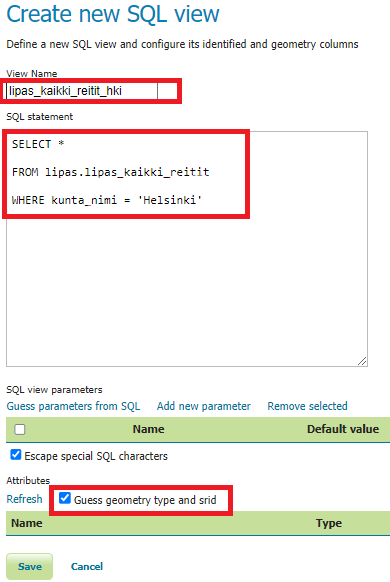 Create new SQL view
Define a new SQL view and configure its identified and geometry columns
View Name
lipas_kaikki_reitit_hki
SQL statement
SELECT *
FROM lipas.lipas_kaikki_reitit
WHERE kunta_nimi = 'Helsinki'
SQL view parameters
Guess parameters from SQL Add new parameter Remove selected
Name Default value
Escape special SQL characters
Attributes
Refresh Guess geometry type and srid
Name Type
Save Cancel